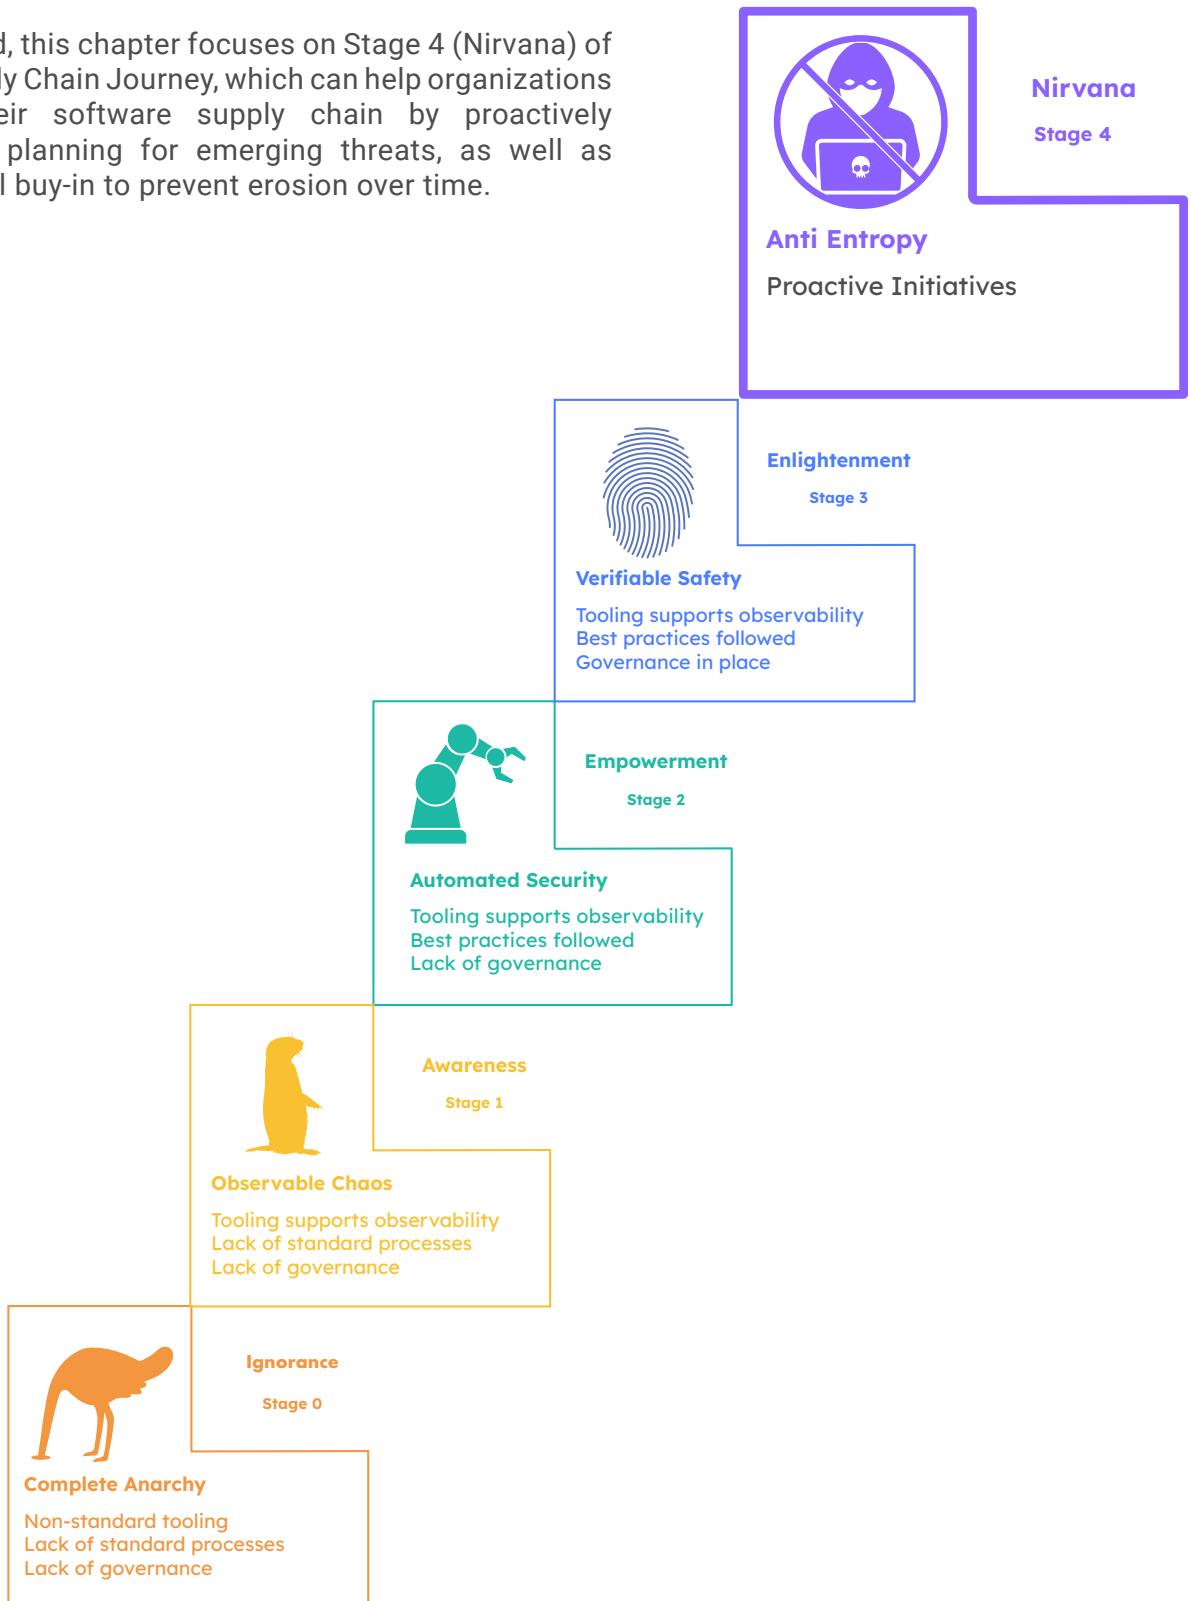 , this chapter focuses on Stage 4 (Nirvana) of
Chain Journey, which can help organizations
software supply chain by proactively
planning for emerging threats, as well as
buy-in to prevent erosion over time.
Nirvana
Stage 4
Anti Entropy
Proactive Initiatives
Enlightenment
Stage 3
Verifiable Safety
Tooling supports observability
Best practices followed
Governance in place
Empowerment
Stage 2
Automated Security
Tooling supports observability
Best practices followed
Lack of governance
Awareness
Stage 1
Observable Chaos
Tooling supports observability
Lack of standard processes
Lack of governance
Ignorance
Stage 0
Complete Anarchy
Non-standard tooling
Lack of standard processes
Lack of governance